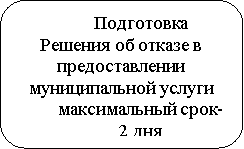 Подготовка
Решения об отказе в
предоставлении
муниципальной услуги
максимальный срок-
2 дня